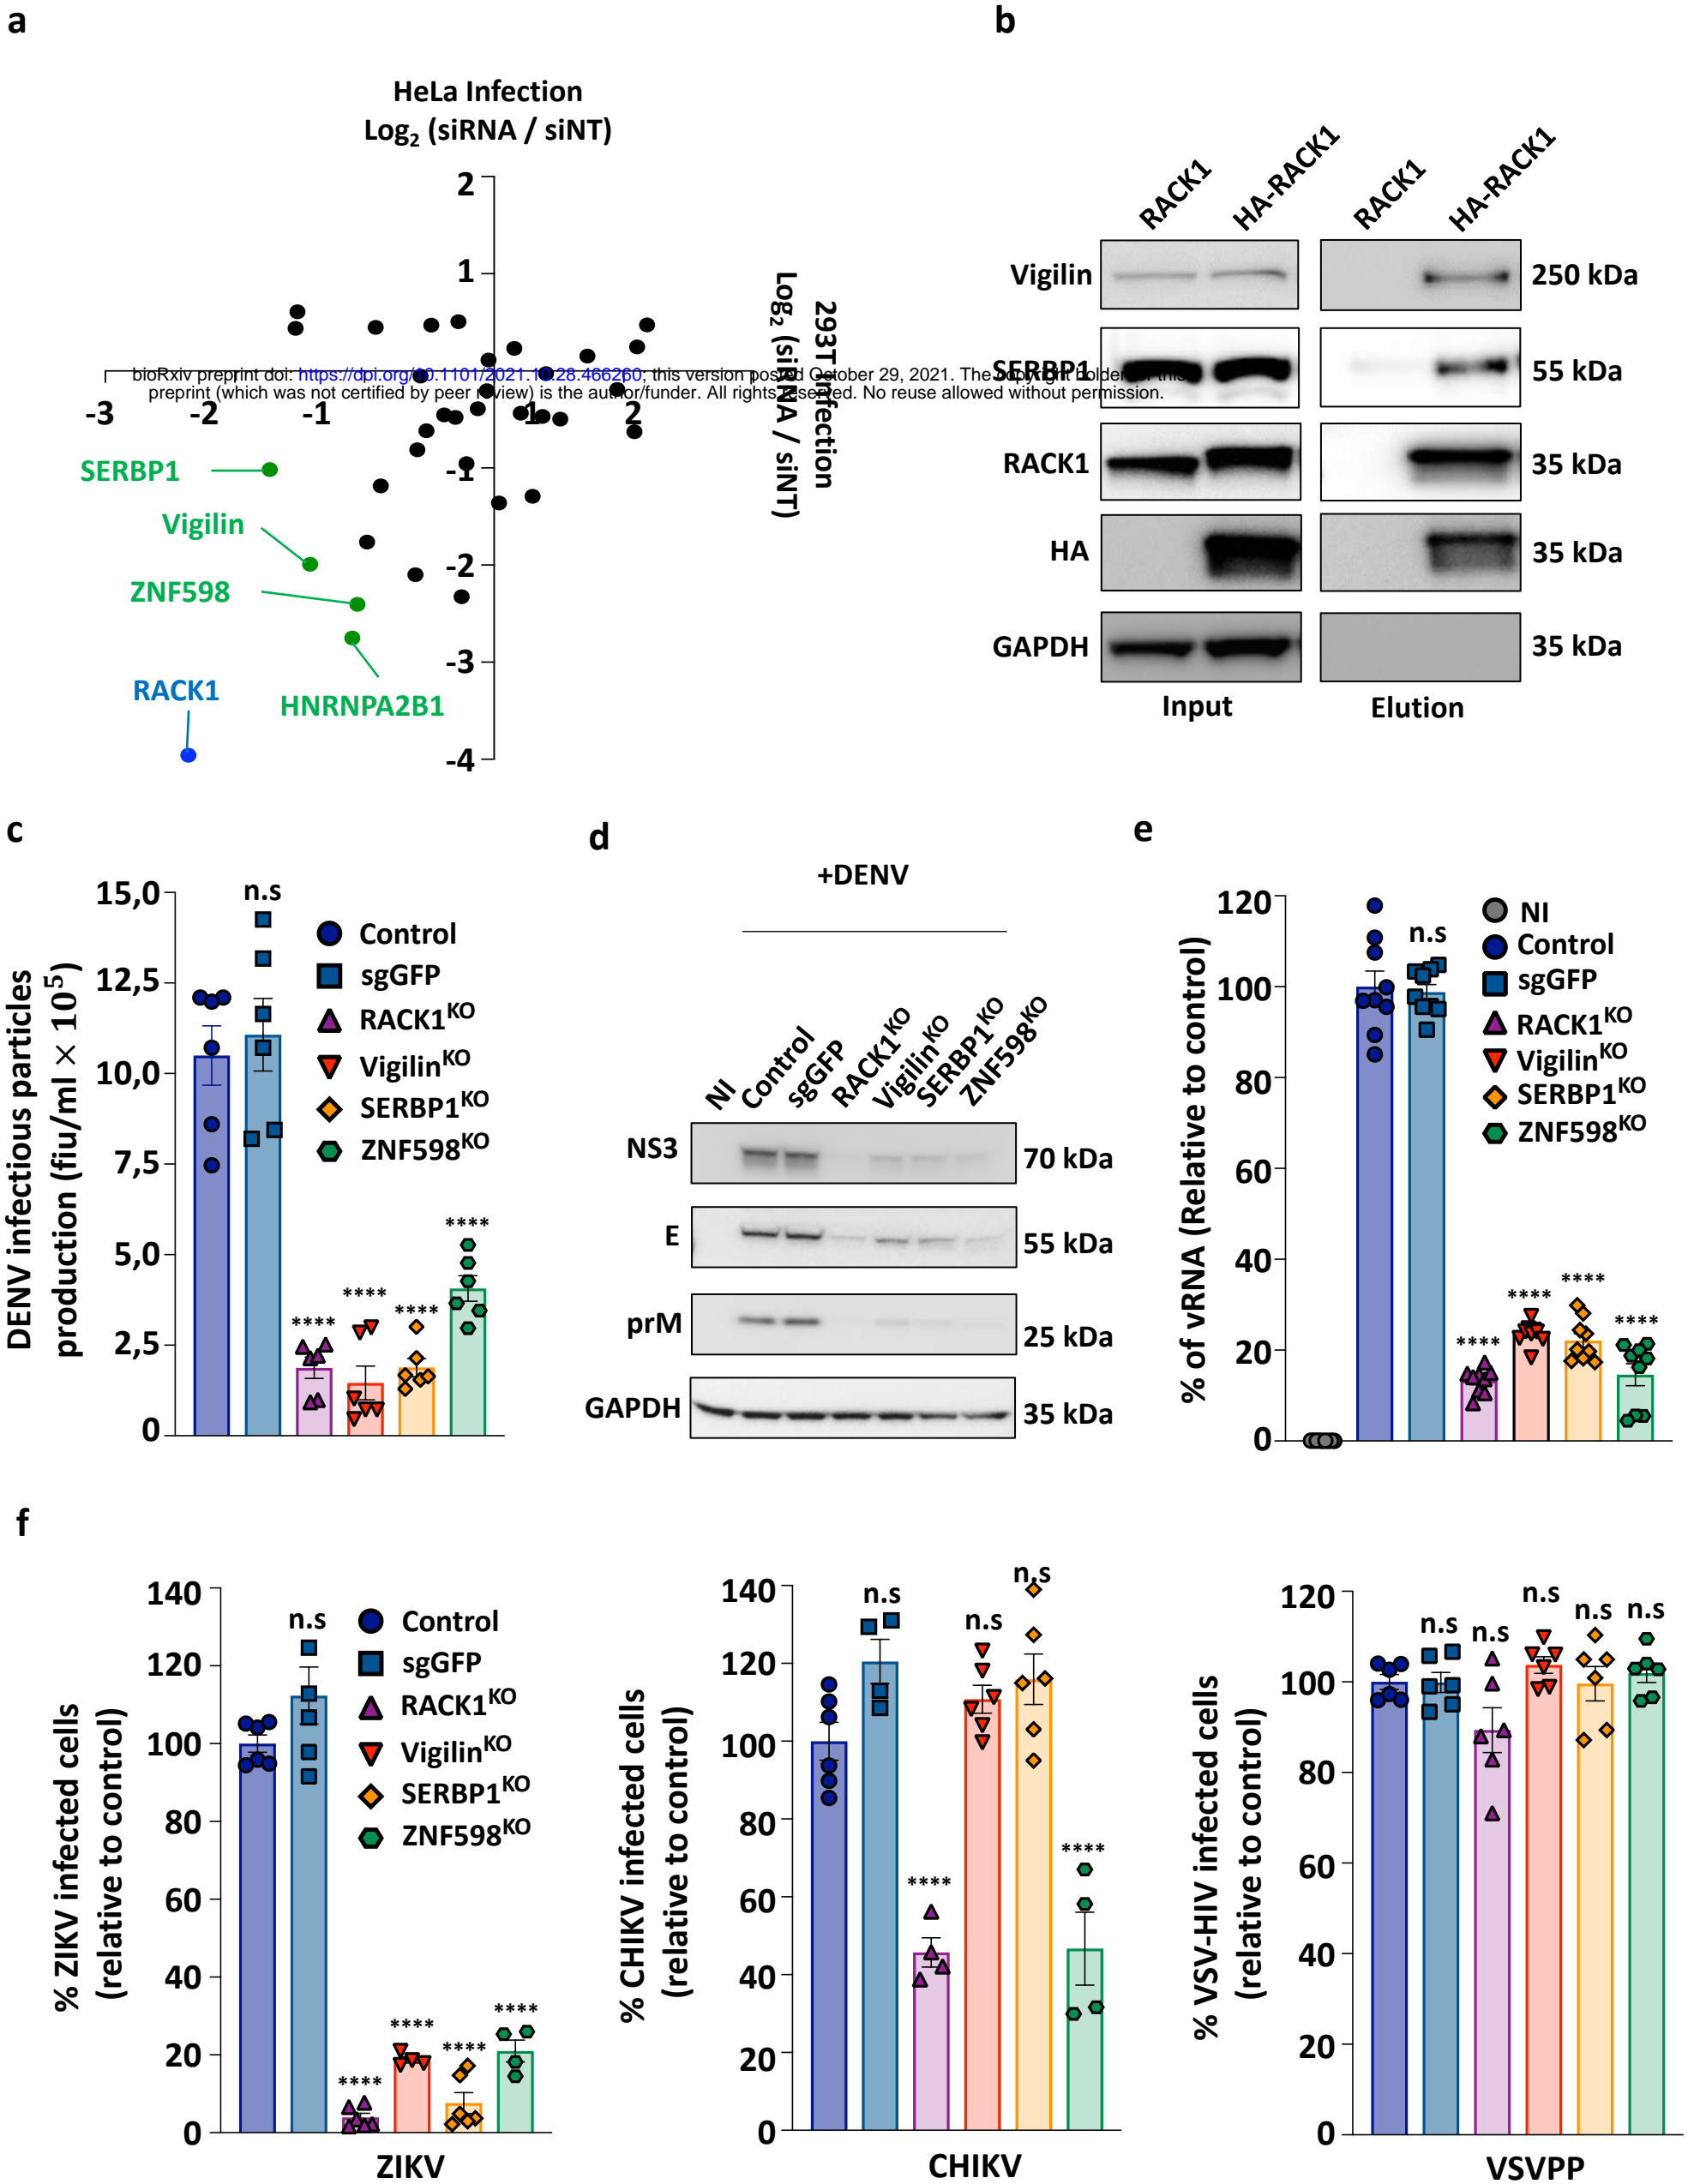 a
HeLa Infection
Log2 (siRNA / siNT)
2
1
-3
-2
-1
1
2
-1
-2
-3
-4
293T Infection
Log2 (siRNA / siNT)
SERBP1
Vigilin
ZNF598
HNRNPA2B1
RACK1
bioRxiv preprint doi: https://doi.org/10.1101/2021.10.28.466260; this version posted October 29, 2021. The copyright holder for this
preprint (which was not certified by peer review) is the author/funder. All rights reserved. No reuse allowed without permission.
b
RACK1
HA-RACK1
RACK1
HA-RACK1
Vigilin
250 kDa
SERBP1
55 kDa
RACK1
35 kDa
HA
35 kDa
GAPDH
35 kDa
Input
Elution
c
DENV infectious particles
production (fiu/ml × 10⁵)
15,0
12,5
10,0
7,5
5,0
2,5
0
n.s
****
****
****
****
Control
sgGFP
RACK1KO
VigilinKO
SERBP1KO
ZNF598KO
d
+DENV
NI
Control
sgGFP
RACK1KO
VigilinKO
SERBP1KO
ZNF598KO
NS3
70 kDa
E
55 kDa
prM
25 kDa
GAPDH
35 kDa
e
% of vRNA (Relative to control)
120
100
80
60
40
20
0
n.s
****
****
****
****
NI
Control
sgGFP
RACK1KO
VigilinKO
SERBP1KO
ZNF598KO
f
% ZIKV infected cells
(relative to control)
140
120
100
80
60
40
20
0
n.s
****
****
****
****
Control
sgGFP
RACK1KO
VigilinKO
SERBP1KO
ZNF598KO
ZIKV
% CHIKV infected cells
(relative to control)
140
120
100
80
60
40
20
0
n.s
****
n.s
n.s
****
CHIKV
% VSV-HIV infected cells
(relative to control)
120
100
80
60
40
20
0
n.s
n.s
n.s
n.s
n.s
VSVPP